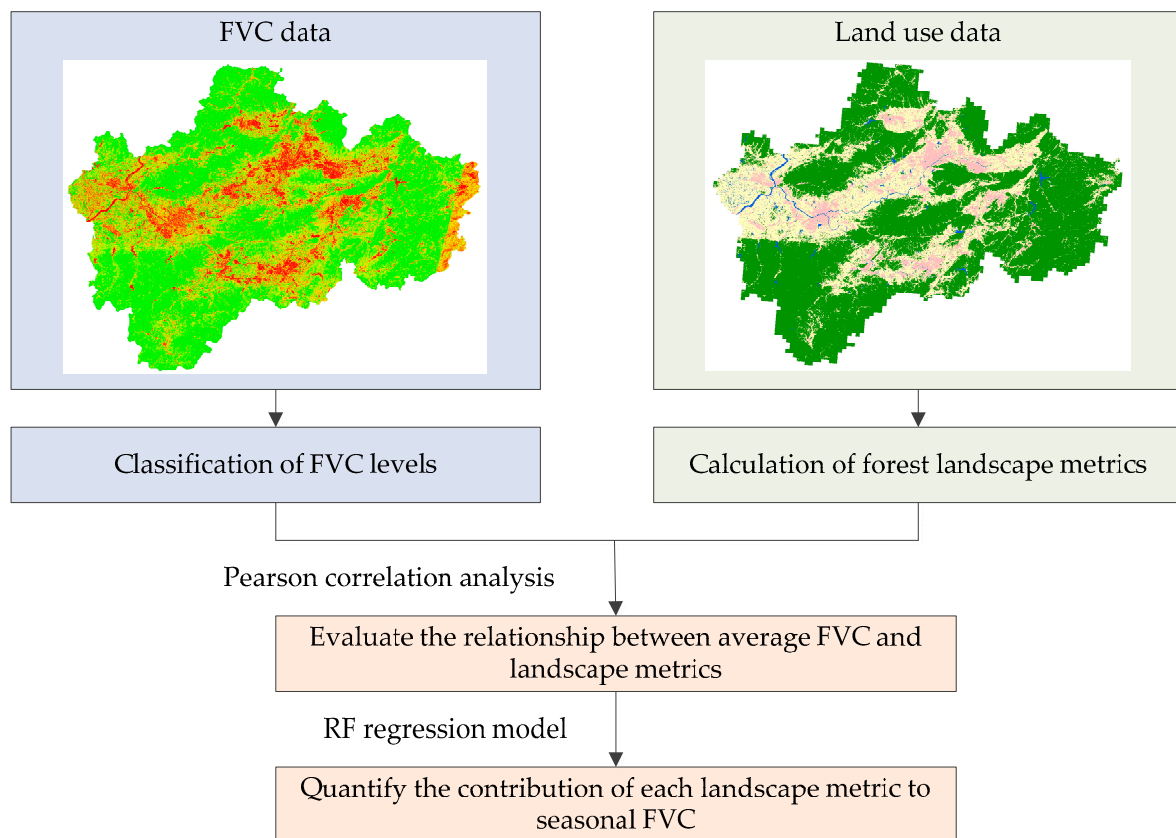 FVC data
Land use data
Classification of FVC levels
Calculation of forest landscape metrics
Pearson correlation analysis
Evaluate the relationship between average FVC and
landscape metrics
RF regression model
Quantify the contribution of each landscape metric to
seasonal FVC